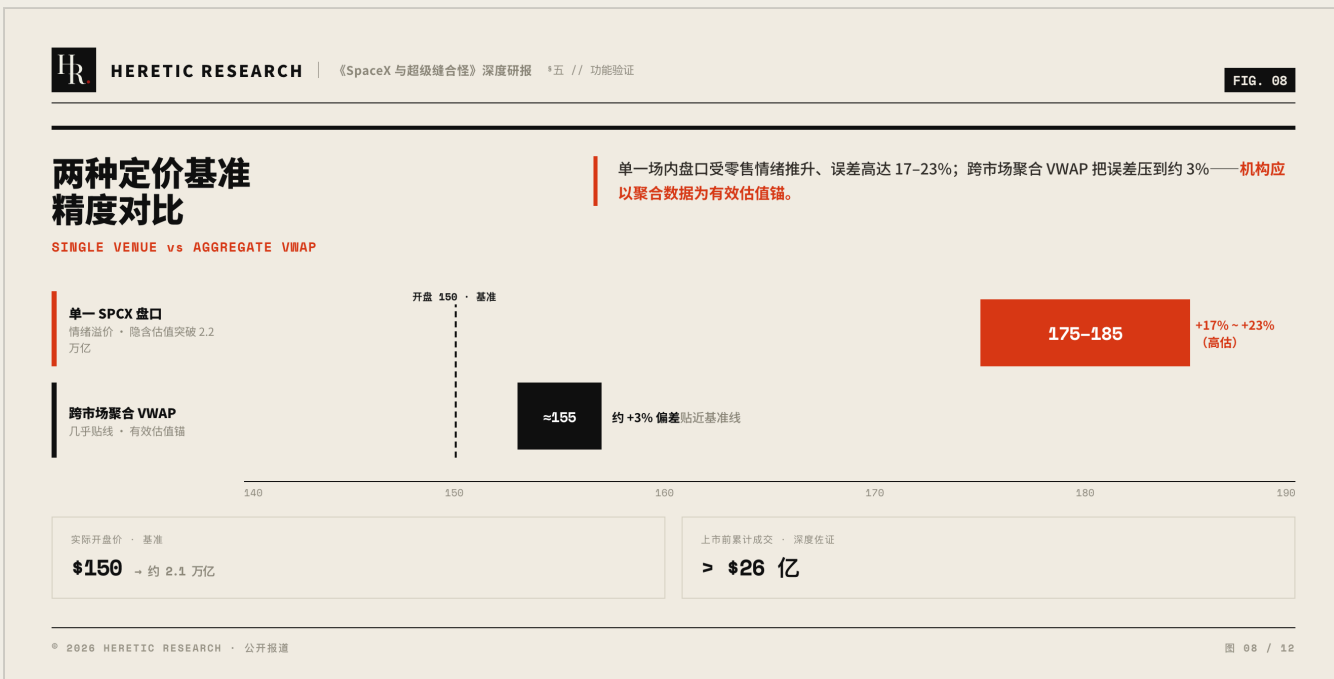 HR.
HERETIC RESEARCH
《SpaceX 与超级缝合怪》深度研报 §五 // 功能验证
FIG. 08
两种定价基准
精度对比
SINGLE VENUE vs AGGREGATE VWAP
单一场内盘口受零售情绪推升、误差高达 17–23%；跨市场聚合 VWAP 把误差压到约 3%——机构应
以聚合数据为有效估值锚。
开盘 150 · 基准
单一 SPCX 盘口
情绪溢价 · 隐含估值突破 2.2
万亿
175–185
+17% ~ +23%
（高估）
跨市场聚合 VWAP
几乎贴线 · 有效估值锚
≈155
约 +3% 偏差贴近基准线
140 150 160 170 180 190
实际开盘价 · 基准
$150 → 约 2.1 万亿
上市前累计成交 · 深度佐证
> $26 亿
© 2026 HERETIC RESEARCH · 公开报道
图 08 / 12